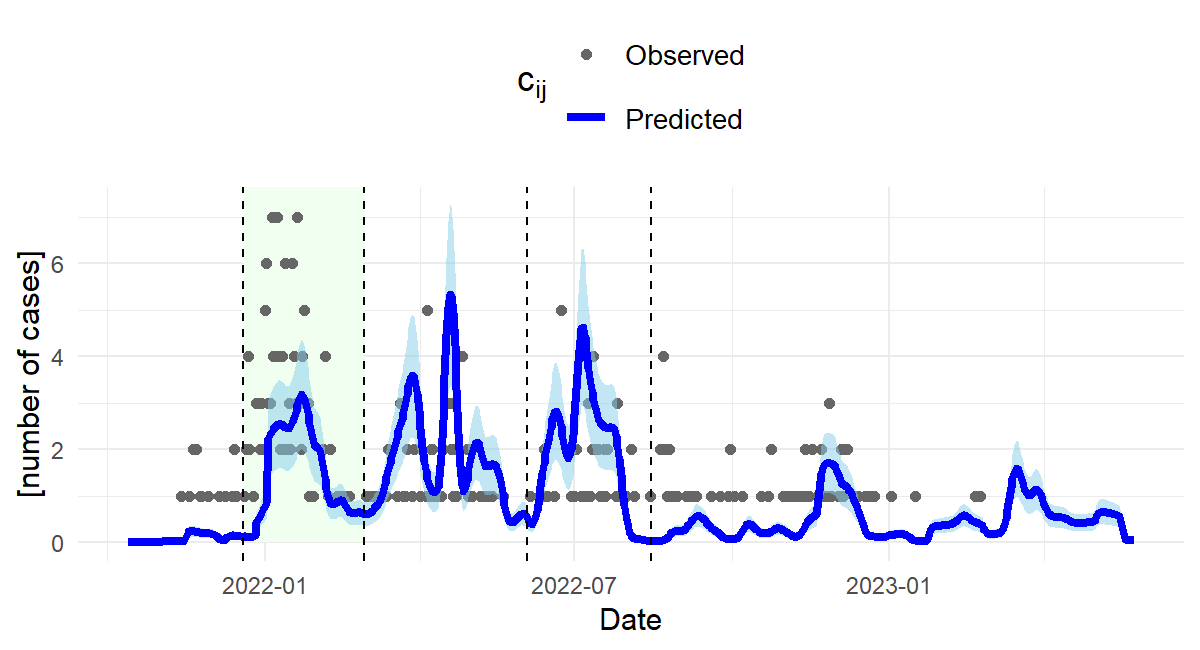 Observed
c_ij
Predicted
[number of cases]
6
4
2
0
2022-01 2022-07 2023-01
Date